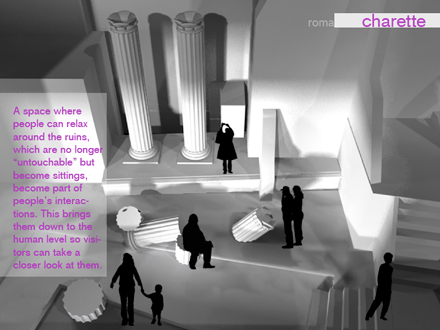 roma charette
A space where
people can relax
around the ruins,
which are no longer
“untouchable” but
become sittings,
become part of
people’s interac-
tions. This brings
them down to the
human level so visi-
tors can take a
closer look at them.